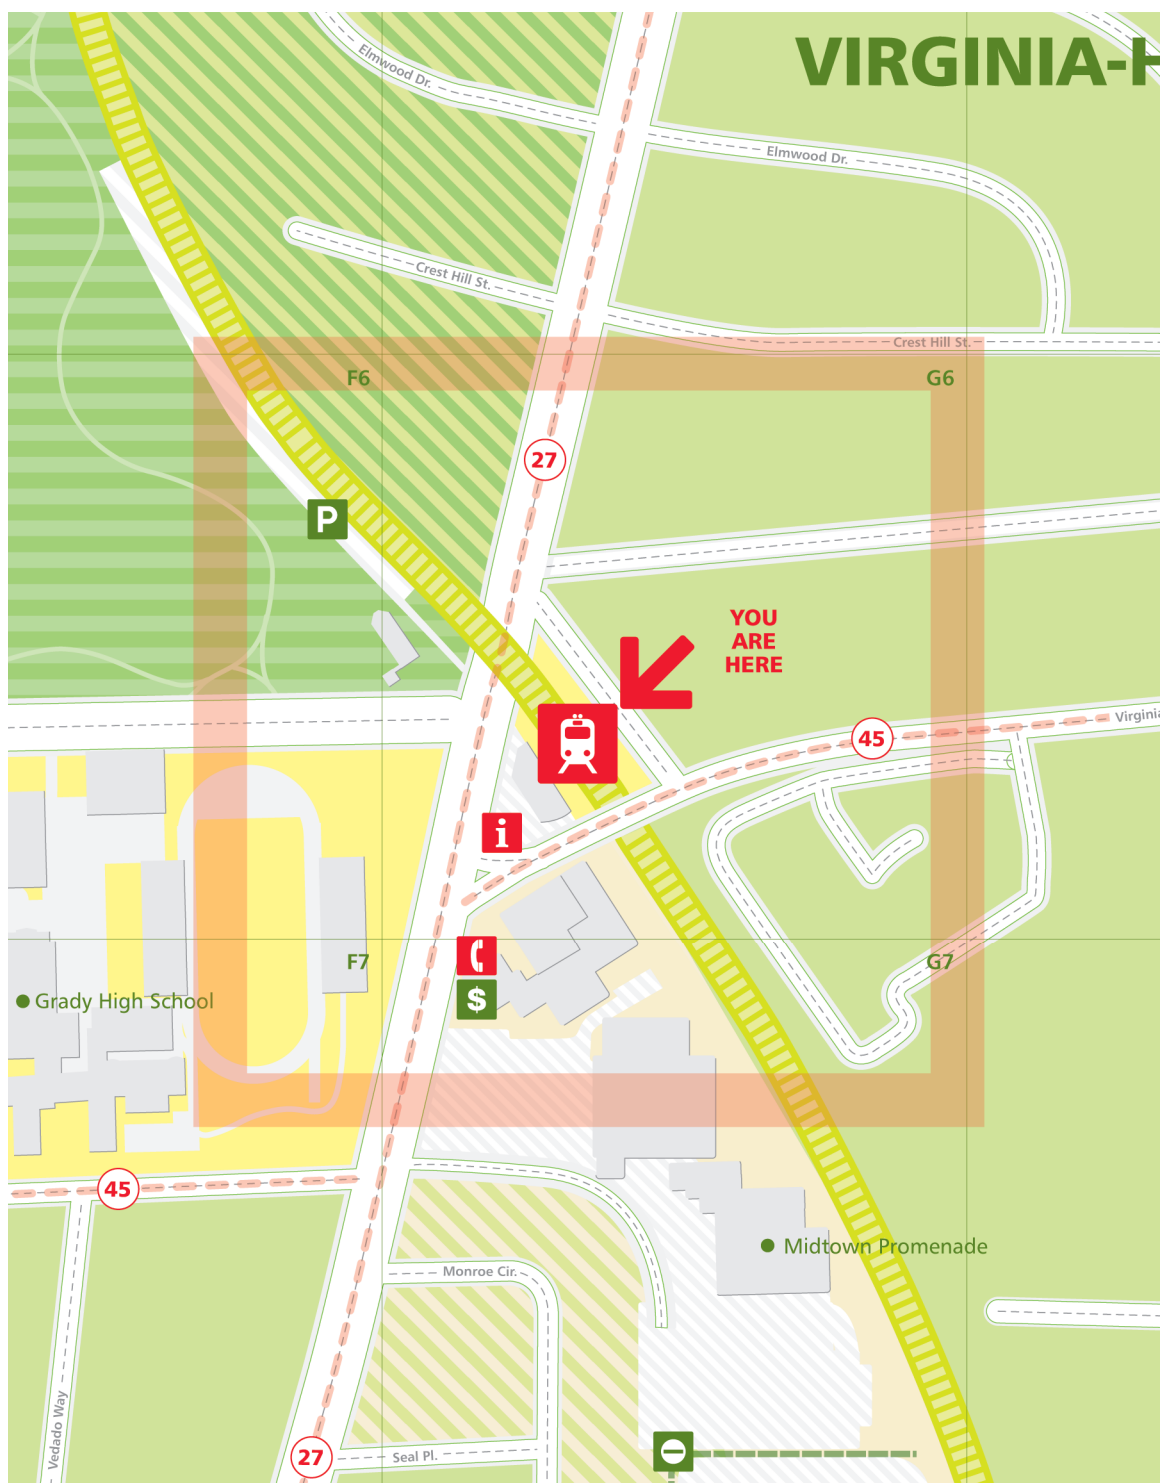 VIRGINIA-H
Elmwood Dr.
Elmwood Dr.
Crest Hill St.
Crest Hill St.
F6
G6
27
P
YOU
ARE
HERE
Virginia
45
i
F7
G7
$
Grady High School
45
Midtown Promenade
Monroe Cir.
Vedado Way
27
Seal Pl.